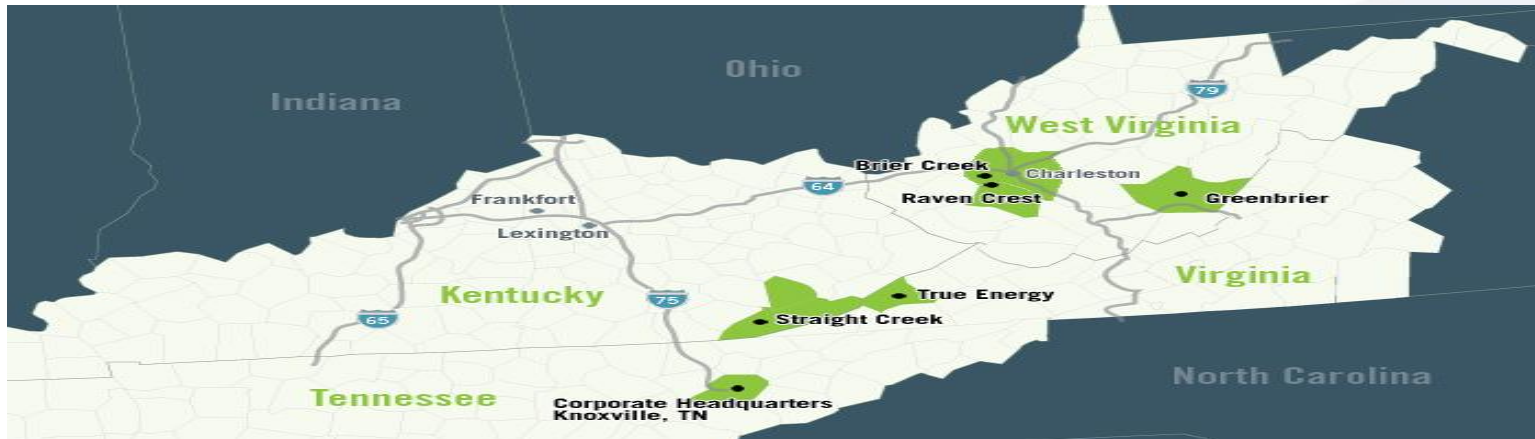 Ohio
Indiana
79
West Virginia
Brier Creek
Charleston
64
Frankfort
Raven Crest
Greenbrier
Lexington
Virginia
Kentucky
75
True Energy
65
Straight Creek
North Carolina
Tennessee
Corporate Headquarters
Knoxville, TN